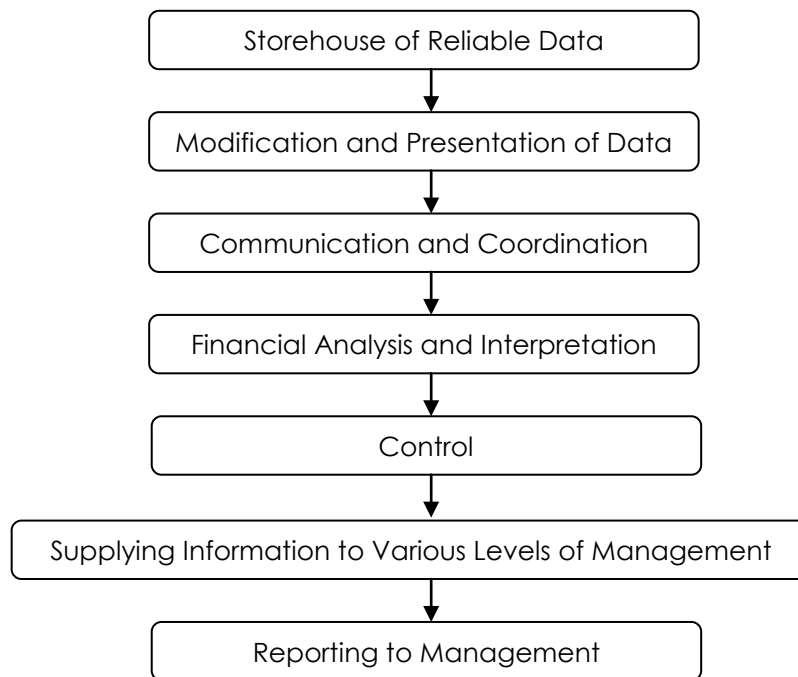 Storehouse of Reliable Data
Modification and Presentation of Data
Communication and Coordination
Financial Analysis and Interpretation
Control
Supplying Information to Various Levels of Management
Reporting to Management